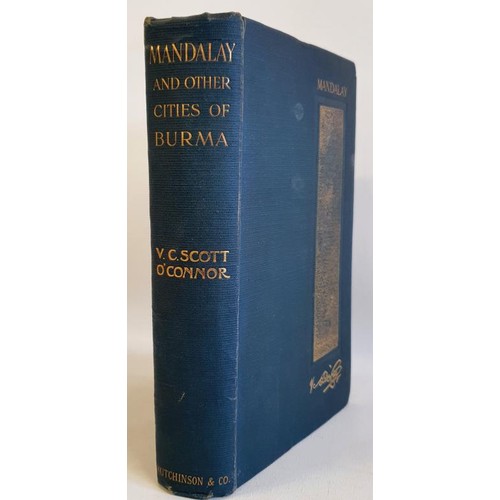 MANDALAY
AND OTHER
CITIES OF
BURMA
V. C. SCOTT
O'CONNOR
HUTCHINSON & CO.
MANDALAY